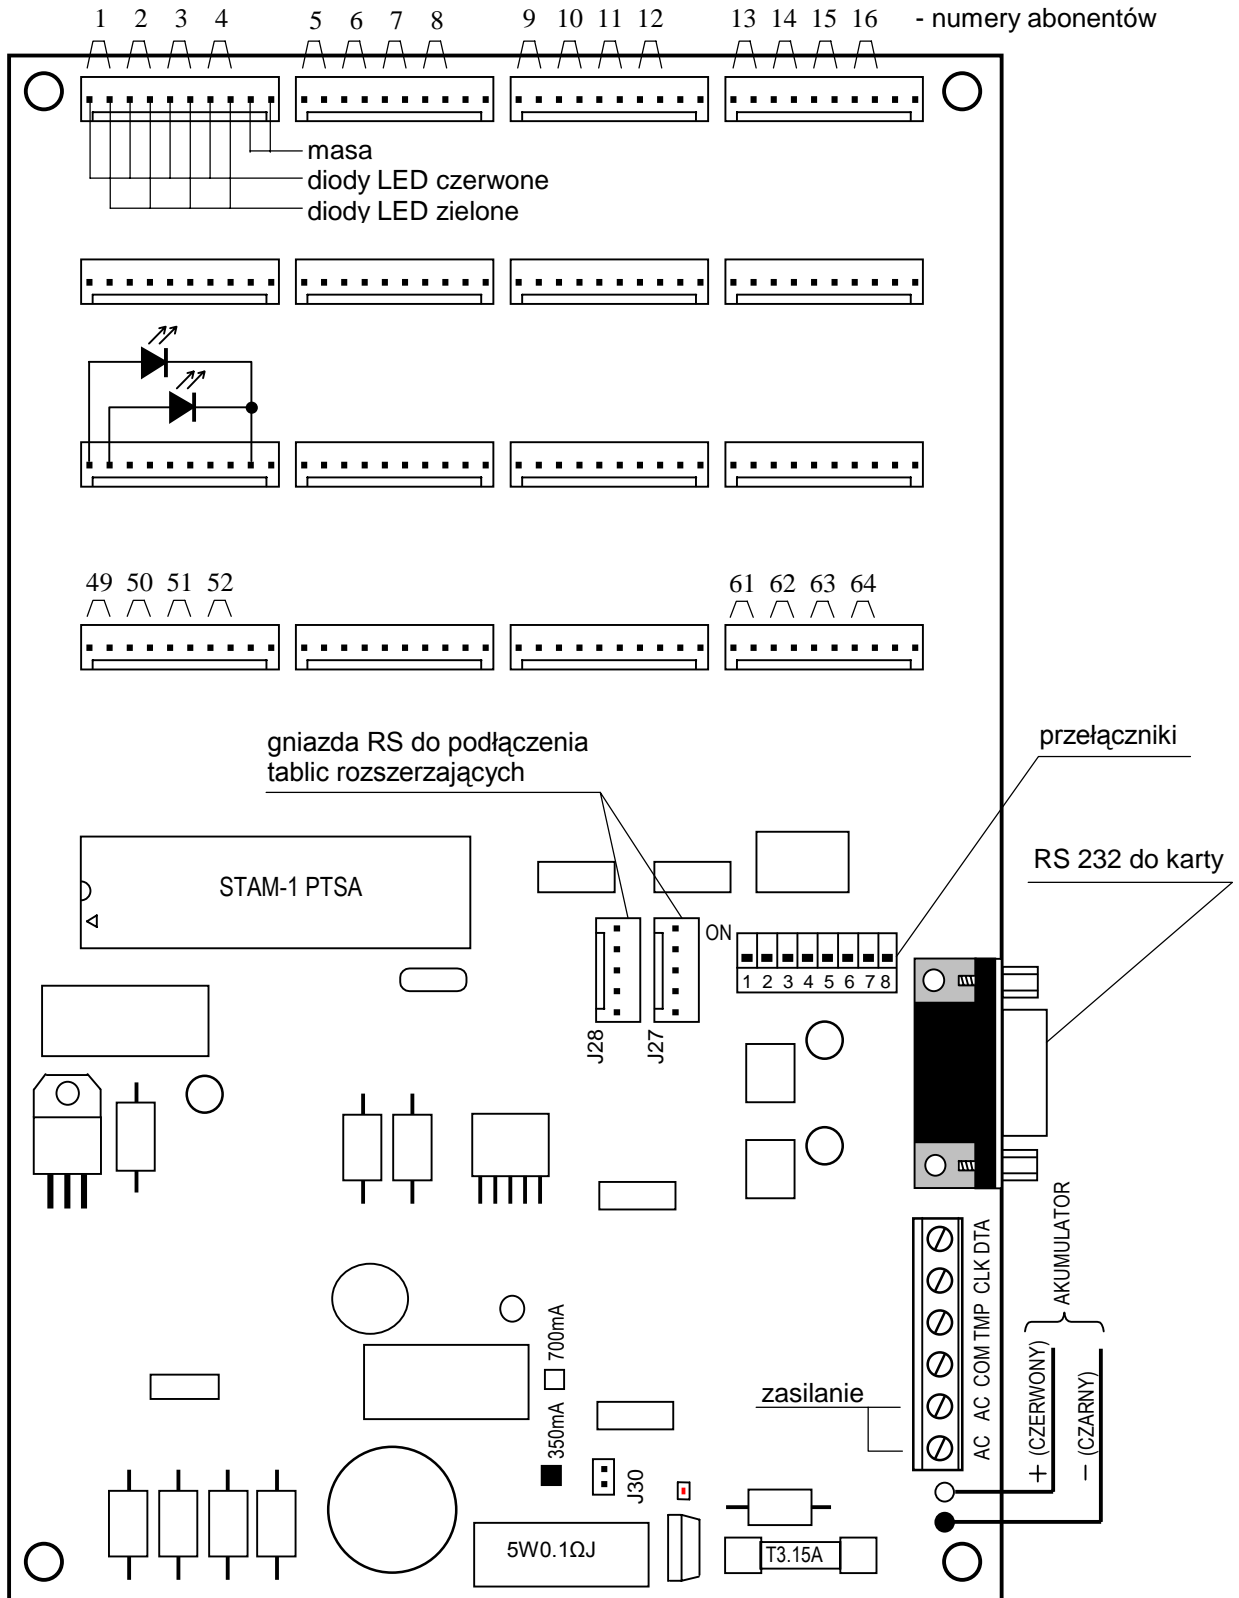 1 2 3 4 5 6 7 8 9 10 11 12 13 14 15 16 - numery abonentów
masa
diody LED czerwone
diody LED zielone
49 50 51 52 61 62 63 64
gniazda RS do podłączenia
tablic rozszerzających
przełączniki
RS 232 do karty
STAM-1 PTSA
ON
1 2 3 4 5 6 7 8
J28
J27
AKUMULATOR
+ (CZERWONY)
− (CZARNY)
AC AC COM TMP CLK DTA
zasilanie
700mA
350mA
J30
5W0.1ΩJ
T3.15A